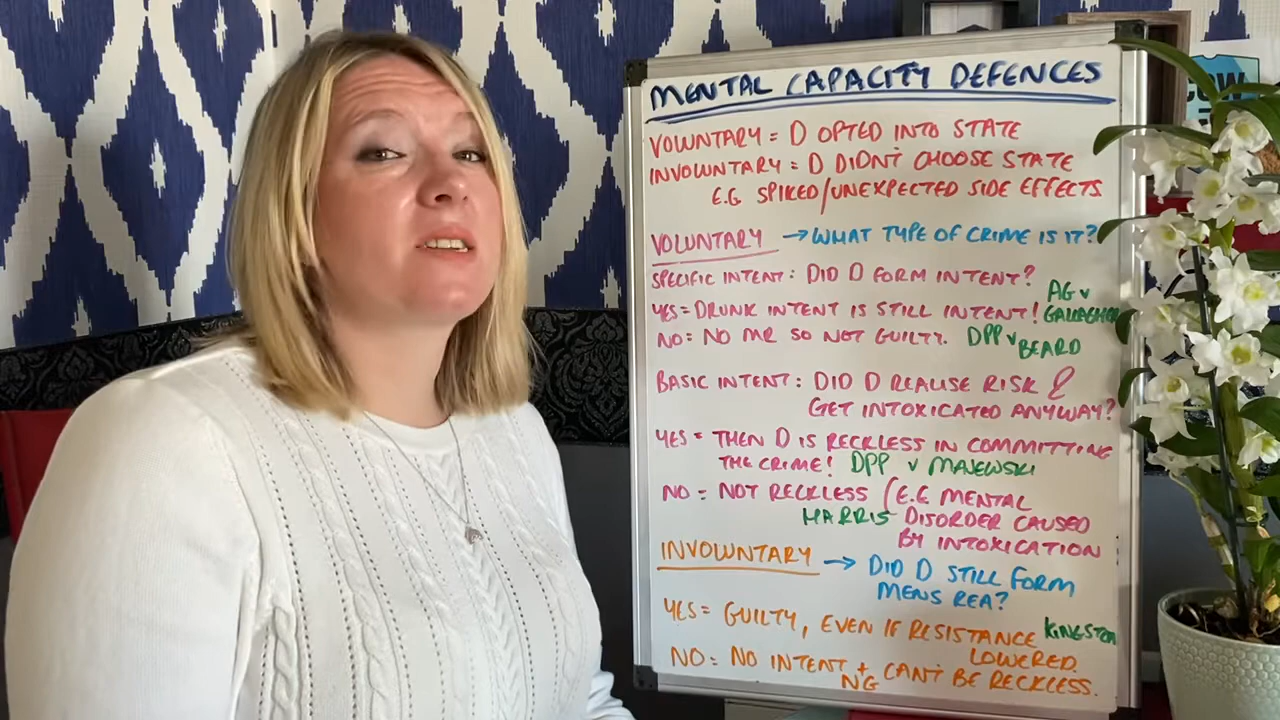 MENTAL CAPACITY DEFENCES
VOLUNTARY = D OPTED INTO STATE
INVOLUNTARY = D DIDN'T CHOOSE STATE
E.G SPIKED/UNEXPECTED SIDE EFFECTS
VOLUNTARY → WHAT TYPE OF CRIME IS IT?
SPECIFIC INTENT: DID D FORM INTENT?
YES = DRUNK INTENT IS STILL INTENT! AG v GALLAGHER
NO: NO MR SO NOT GUILTY. DPP v BEARD
BASIC INTENT: DID D REALISE RISK &
GET INTOXICATED ANYWAY?
YES = THEN D IS RECKLESS IN COMMITTING
THE CRIME! DPP v MAJEWSKI
NO = NOT RECKLESS (E.G MENTAL
HARRIS DISORDER CAUSED
BY INTOXICATION
INVOLUNTARY → DID D STILL FORM
MENS REA?
YES = GUILTY, EVEN IF RESISTANCE KINGSTON
LOWERED.
NO: NO INTENT + CAN'T BE RECKLESS.
NG